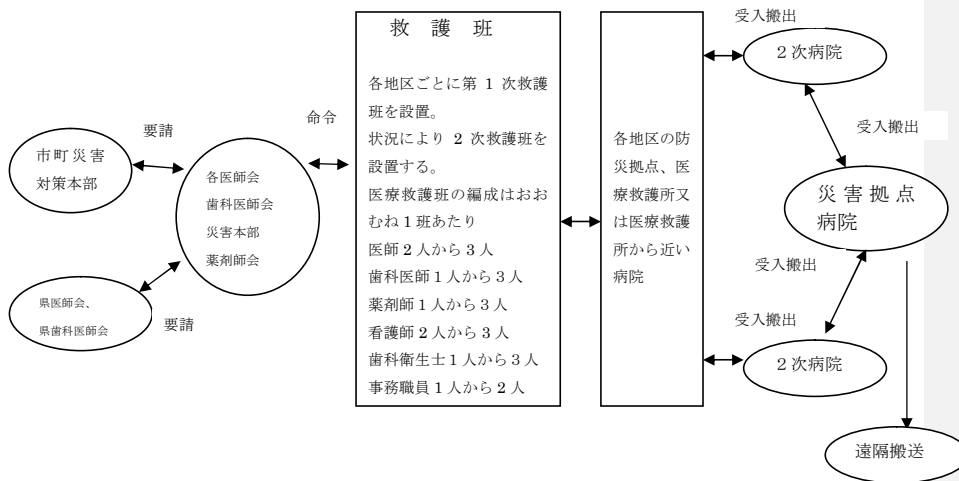 市町災害
対策本部
要請
県医師会、
県歯科医師会
要請
各医師会
歯科医師会
災害本部
薬剤師会
命令
救護班
各地区ごとに第 1 次救護
班を設置。
状況により 2 次救護班を
設置する。
医療救護班の編成はおお
むね 1 班あたり
医師 2 人から 3 人
歯科医師 1 人から 3 人
薬剤師 1 人から 3 人
看護師 2 人から 3 人
歯科衛生士 1 人から 3 人
事務職員 1 人から 2 人
各地区の防
災拠点、医
療救護所又
は医療救護
所から近い
病院
受入搬出
２次病院
受入搬出
災害拠点
病院
受入搬出
受入搬出
２次病院
遠隔搬送